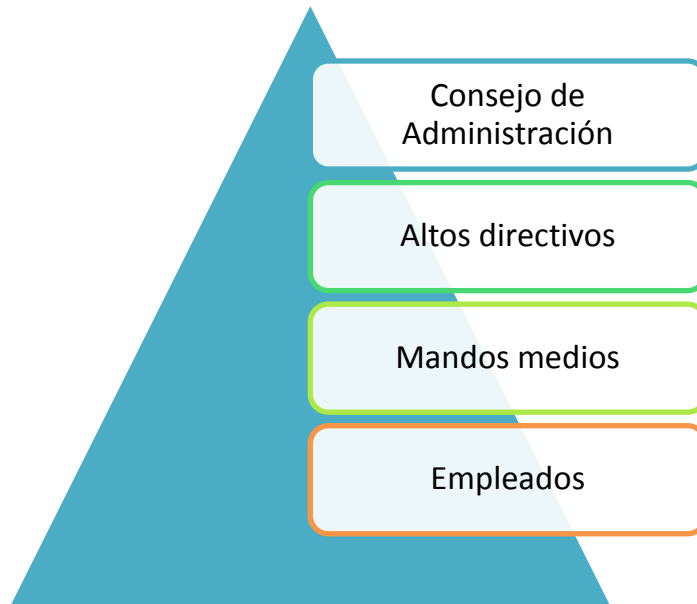 Consejo de
Administración
Altos directivos
Mandos medios
Empleados